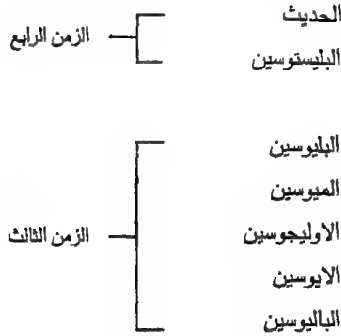 الحديث
الزمن الرابع
البليستوسين
البليوسين
الميوسين
الاوليجوسين
الزمن الثالث
الايوسين
الباليوسين